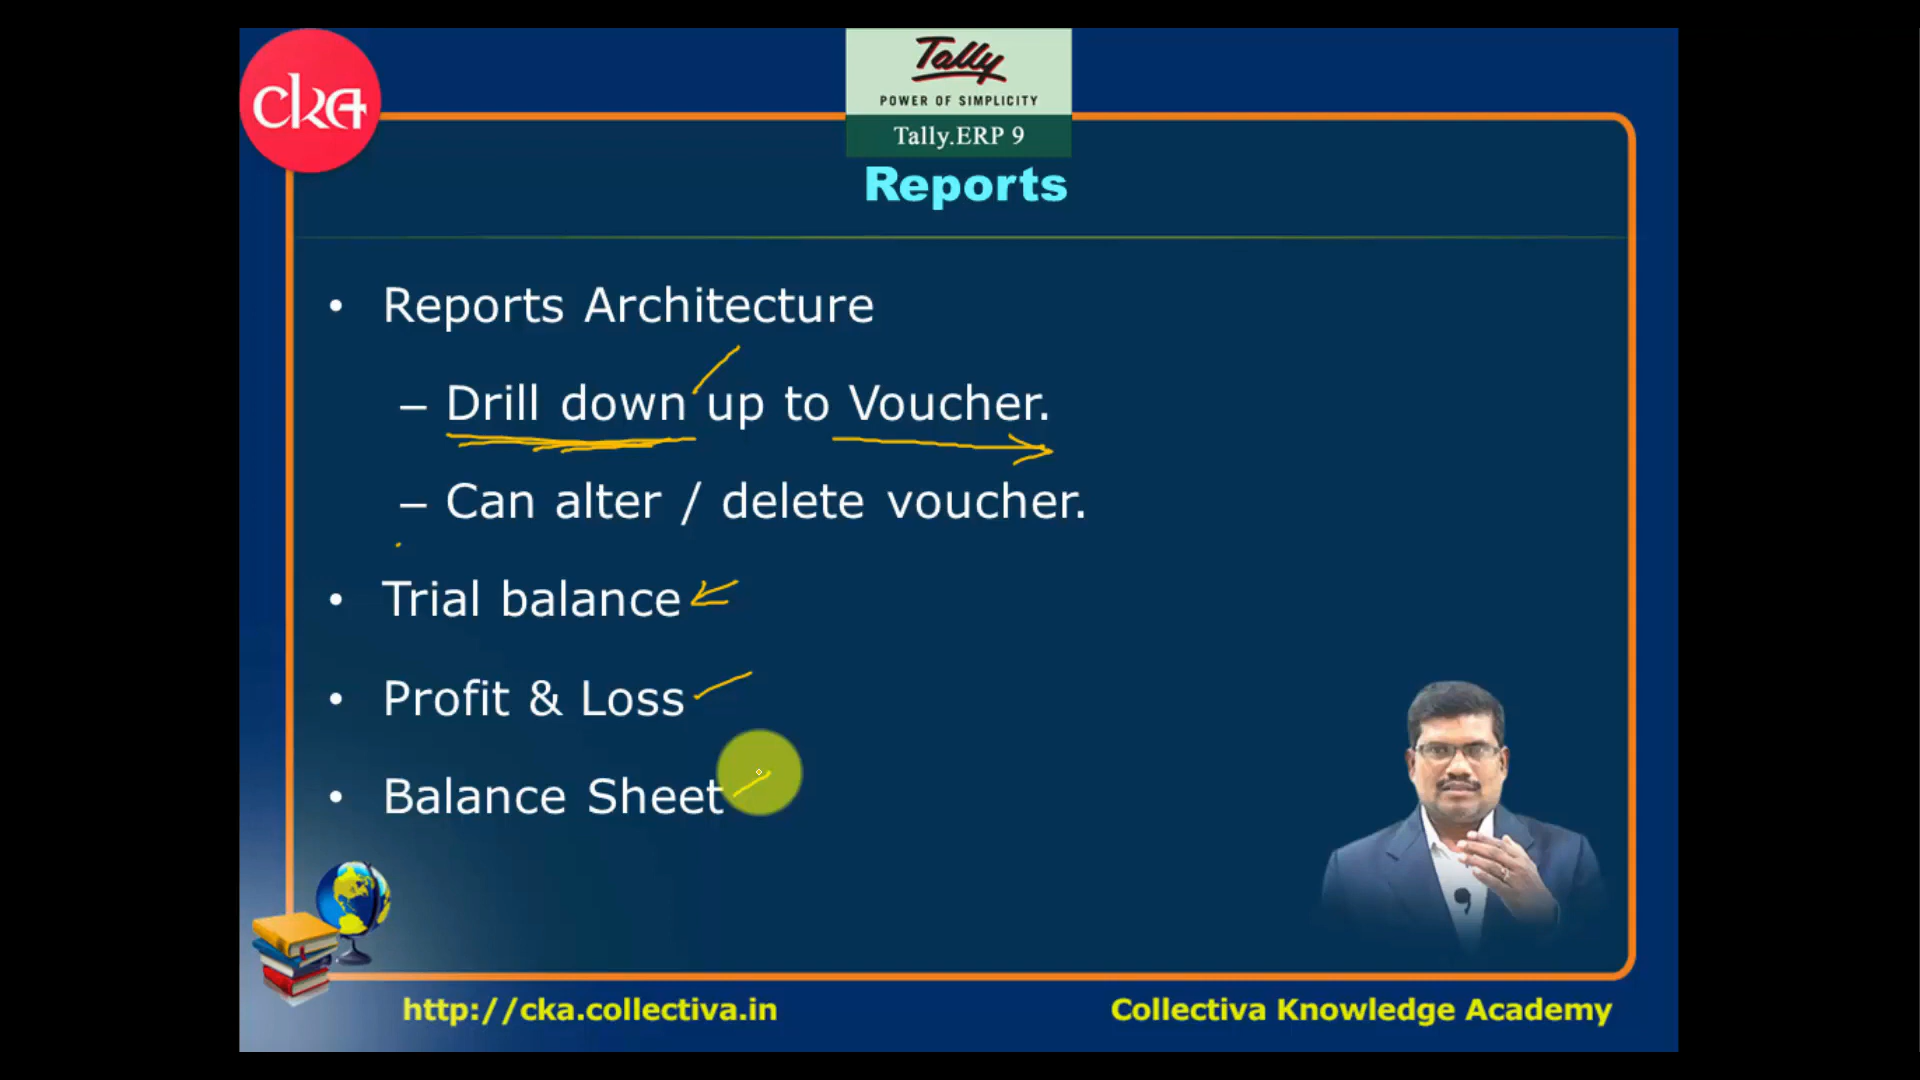 cka
Tally
POWER OF SIMPLICITY
Tally.ERP 9
Reports
• Reports Architecture
– Drill down up to Voucher.
– Can alter / delete voucher.
• Trial balance
• Profit & Loss
• Balance Sheet
http://cka.collectiva.in
Collectiva Knowledge Academy